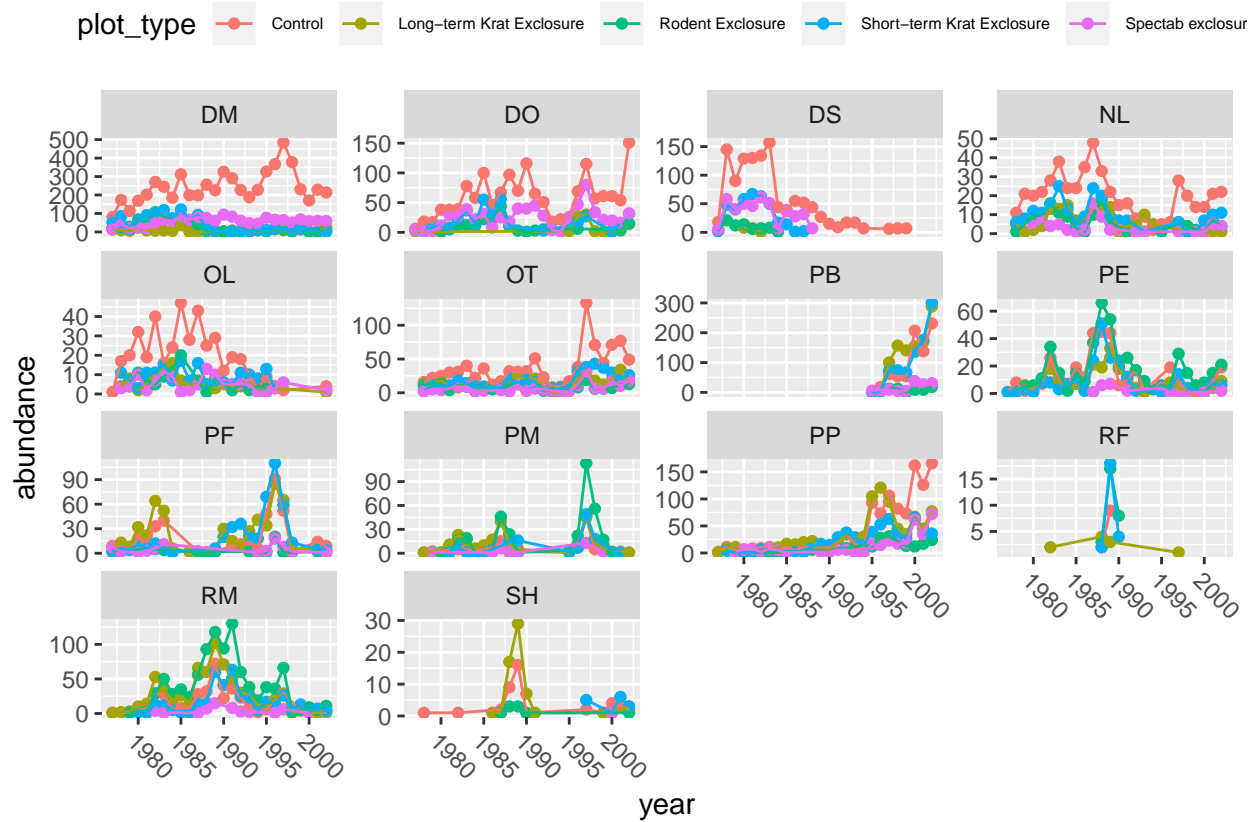 plot_type Control Long−term Krat Exclosure Rodent Exclosure Short−term Krat Exclosure Spectab exclosur
DM DO DS NL
500 400 300 200 100 0
150 100 50 0
150 100 50 0
50 40 30 20 10 0
OL OT PB PE
40 30 20 10 0
100 50 0
300 200 100 0
60 40 20 0
PF PM PP RF
90 60 30 0
90 60 30 0
150 100 50 0
15 10 5
RM SH
100 50 0
30 20 10 0
1980 1985 1990 1995 2000
1980 1985 1990 1995 2000
1980 1985 1990 1995 2000
1980 1985 1990 1995 2000
abundance
year